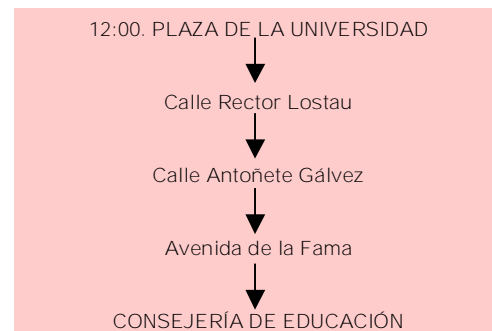 12:00. PLAZA DE LA UNIVERSIDAD
Calle Rector Lostau
Calle Antoñete Gálvez
Avenida de la Fama
CONSEJERÍA DE EDUCACIÓN